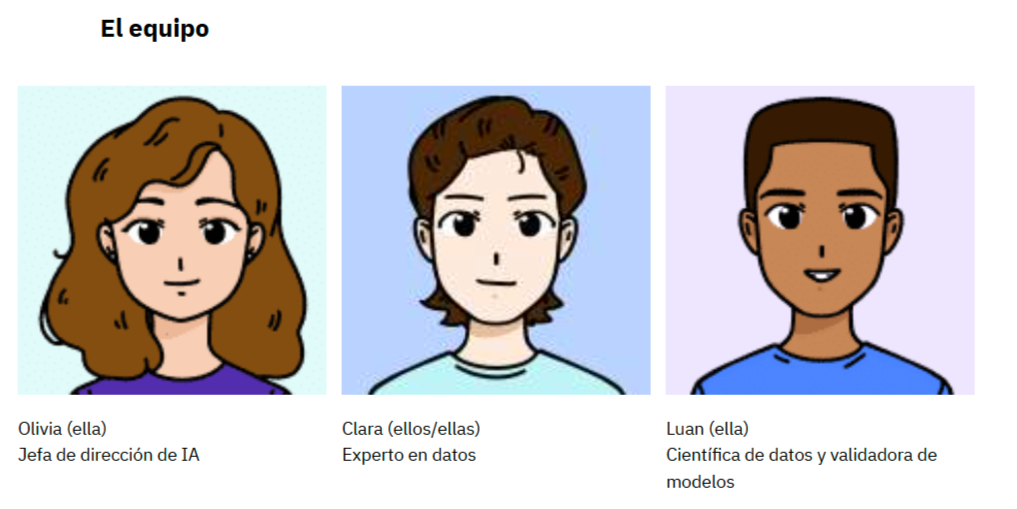 El equipo
Olivia (ella)
Jefa de dirección de IA
Clara (ellos/ellas)
Experto en datos
Luan (ella)
Científica de datos y validadora de
modelos